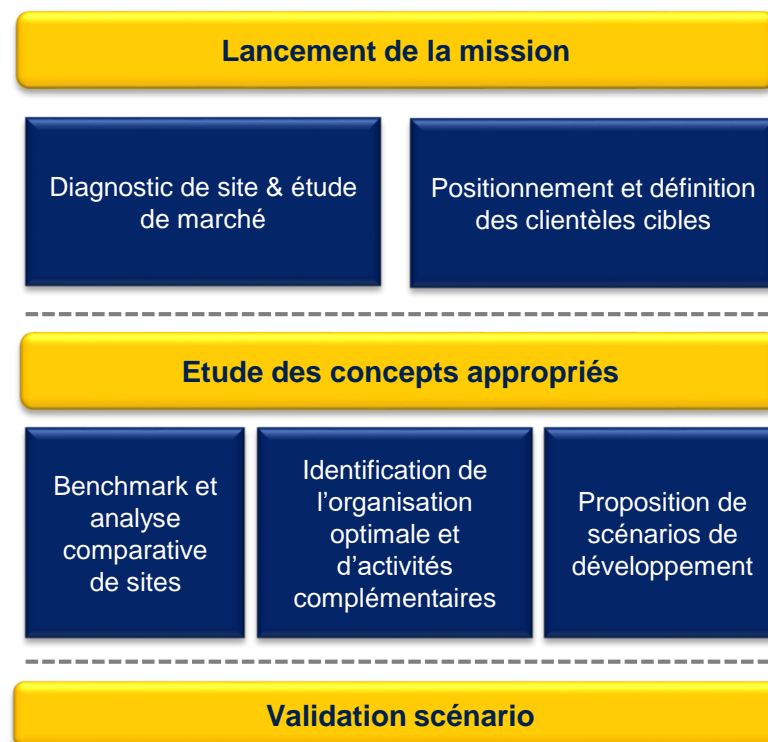 Lancement de la mission
Diagnostic de site & étude
de marché
Positionnement et définition
des clientèles cibles
Etude des concepts appropriés
Benchmark et
analyse
comparative
de sites
Identification de
l'organisation
optimale et
d'activités
complémentaires
Proposition de
scénarios de
développement
Validation scénario